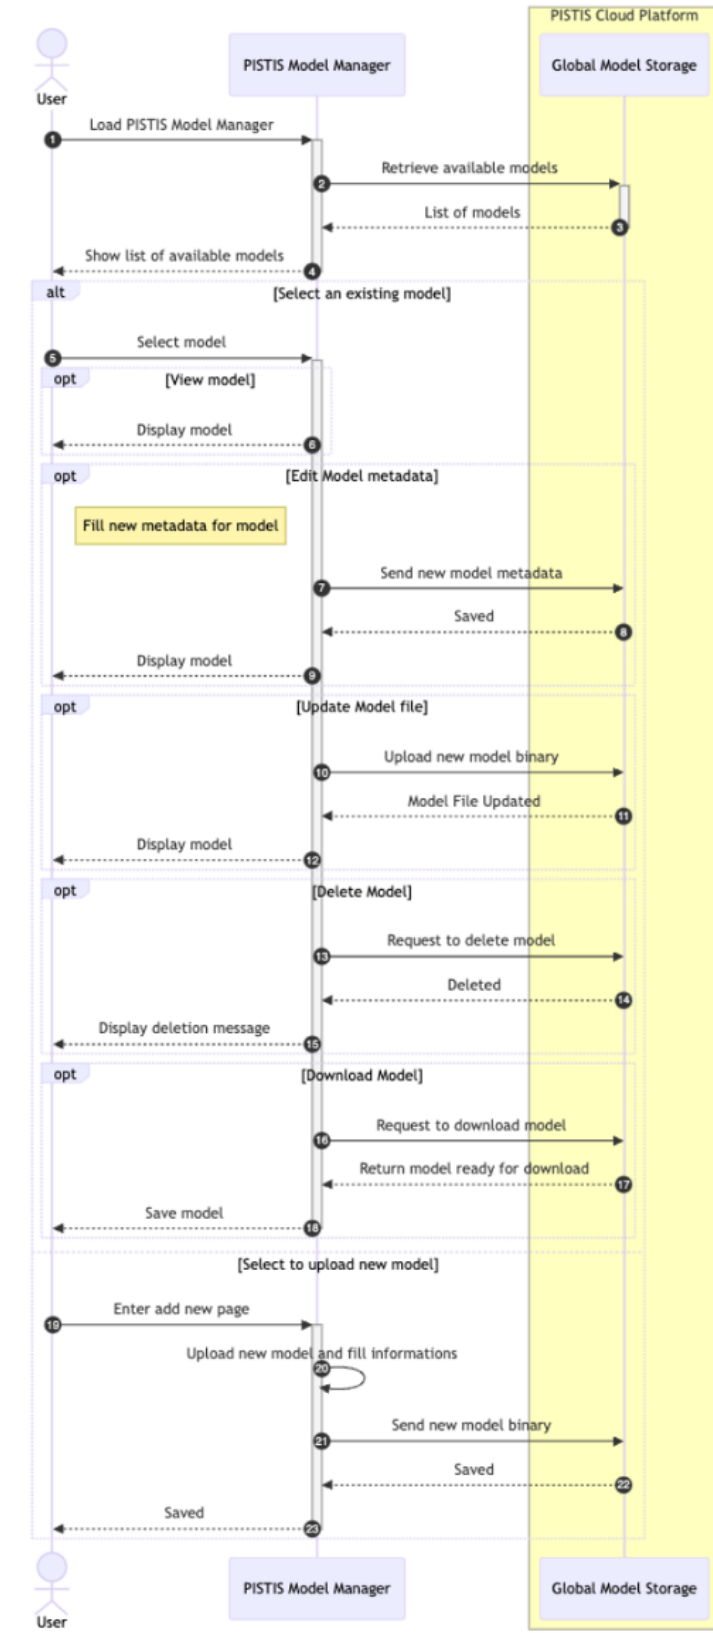 PISTIS Cloud Platform
PISTIS Model Manager
Global Model Storage
User
Load PISTIS Model Manager
1
Retrieve available models
2
List of models
3
Show list of available models
4
alt
[Select an existing model]
Select model
5
opt
[View model]
Display model
6
opt
[Edit Model metadata]
Fill new metadata for model
Send new model metadata
7
Saved
8
Display model
9
opt
[Update Model file]
Upload new model binary
10
Model File Updated
11
Display model
12
opt
[Delete Model]
Request to delete model
13
Deleted
14
Display deletion message
15
opt
[Download Model]
Request to download model
16
Return model ready for download
17
Save model
18
[Select to upload new model]
Enter add new page
19
Upload new model and fill informations
20
Send new model binary
21
Saved
22
Saved
23
PISTIS Model Manager
Global Model Storage
User